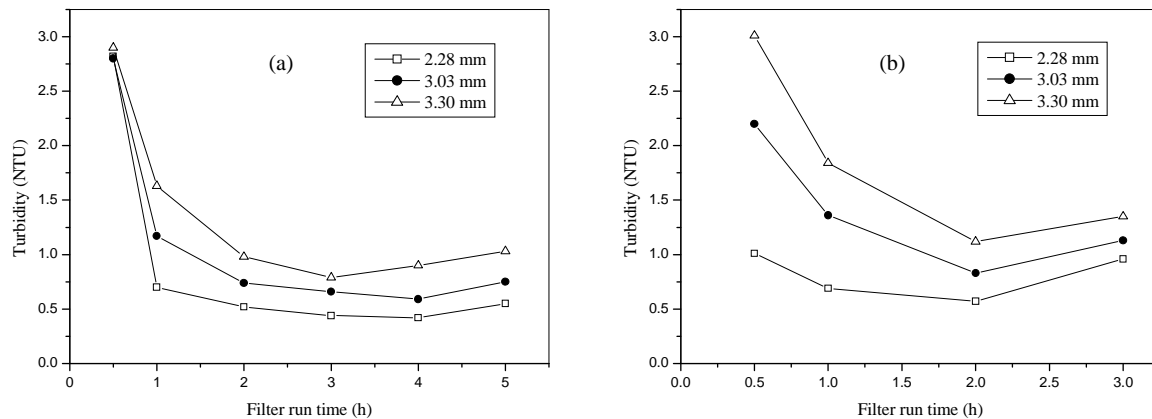 (a)
2.28 mm
3.03 mm
3.30 mm
3.0
2.5
2.0
1.5
1.0
0.5
0.0
Turbidity (NTU)
0 1 2 3 4 5
Filter run time (h)
(b)
2.28 mm
3.03 mm
3.30 mm
3.0
2.5
2.0
1.5
1.0
0.5
0.0
Turbidity (NTU)
0.0 0.5 1.0 1.5 2.0 2.5 3.0
Filter run time (h)